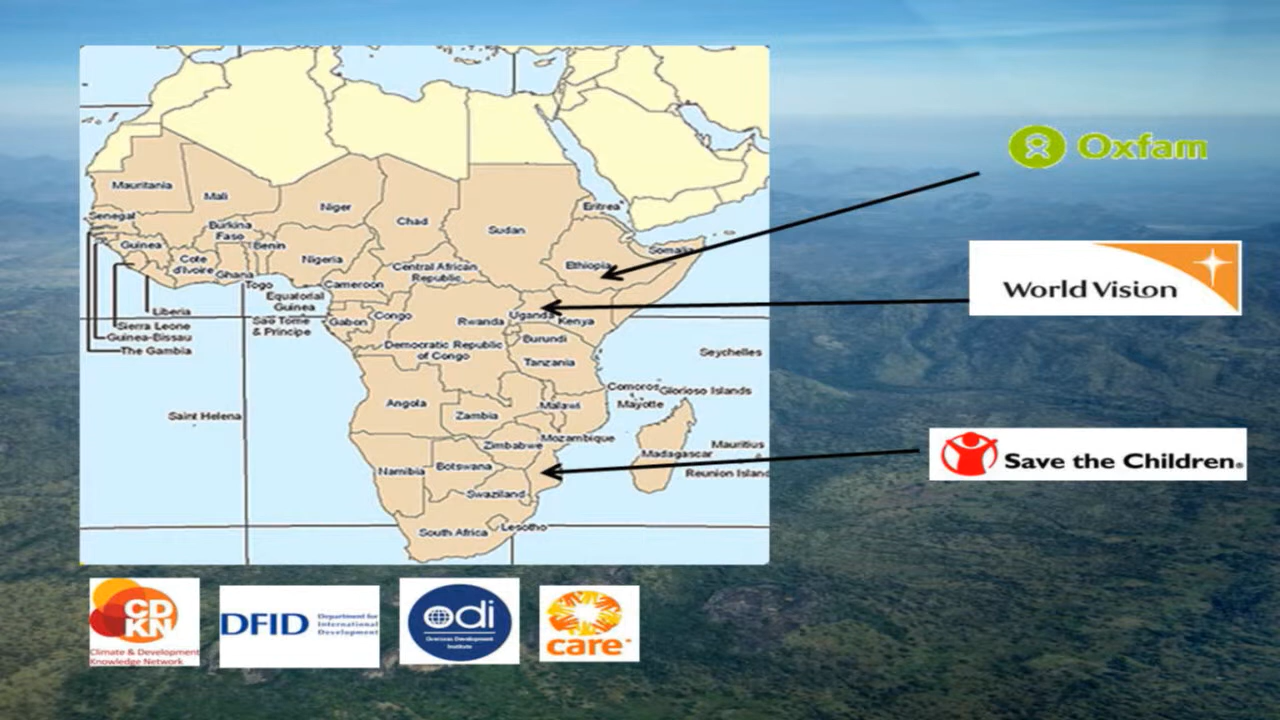 Mauritania
Mali
Niger
Chad
Sudan
Eritrea
Senegal
Burkina
Faso
Guinea
Benin
Cote
d'Ivoire
Ghana
Togo
Nigeria
Central African
Republic
Ethiopia
Somalia
Cameroon
Equatorial
Guinea
Liberia
Sierra Leone
Guinea-Bissau
The Gambia
Sao Tome
& Principe
Gabon
Congo
Rwanda
Uganda
Kenya
Democratic Republic
of Congo
Burundi
Tanzania
Seychelles
Saint Helena
Angola
Zambia
Malawi
Comoros
Glorioso Islands
Mayotte
Zimbabwe
Mozambique
Madagascar
Mauritius
Reunion Island
Namibia
Botswana
Swaziland
South Africa
Lesotho
Oxfam
World Vision
Save the Children®
CD
KN
Climate & Development
Knowledge Network
DFID
Department for
International
Development
odi
Overseas Development
Institute
care